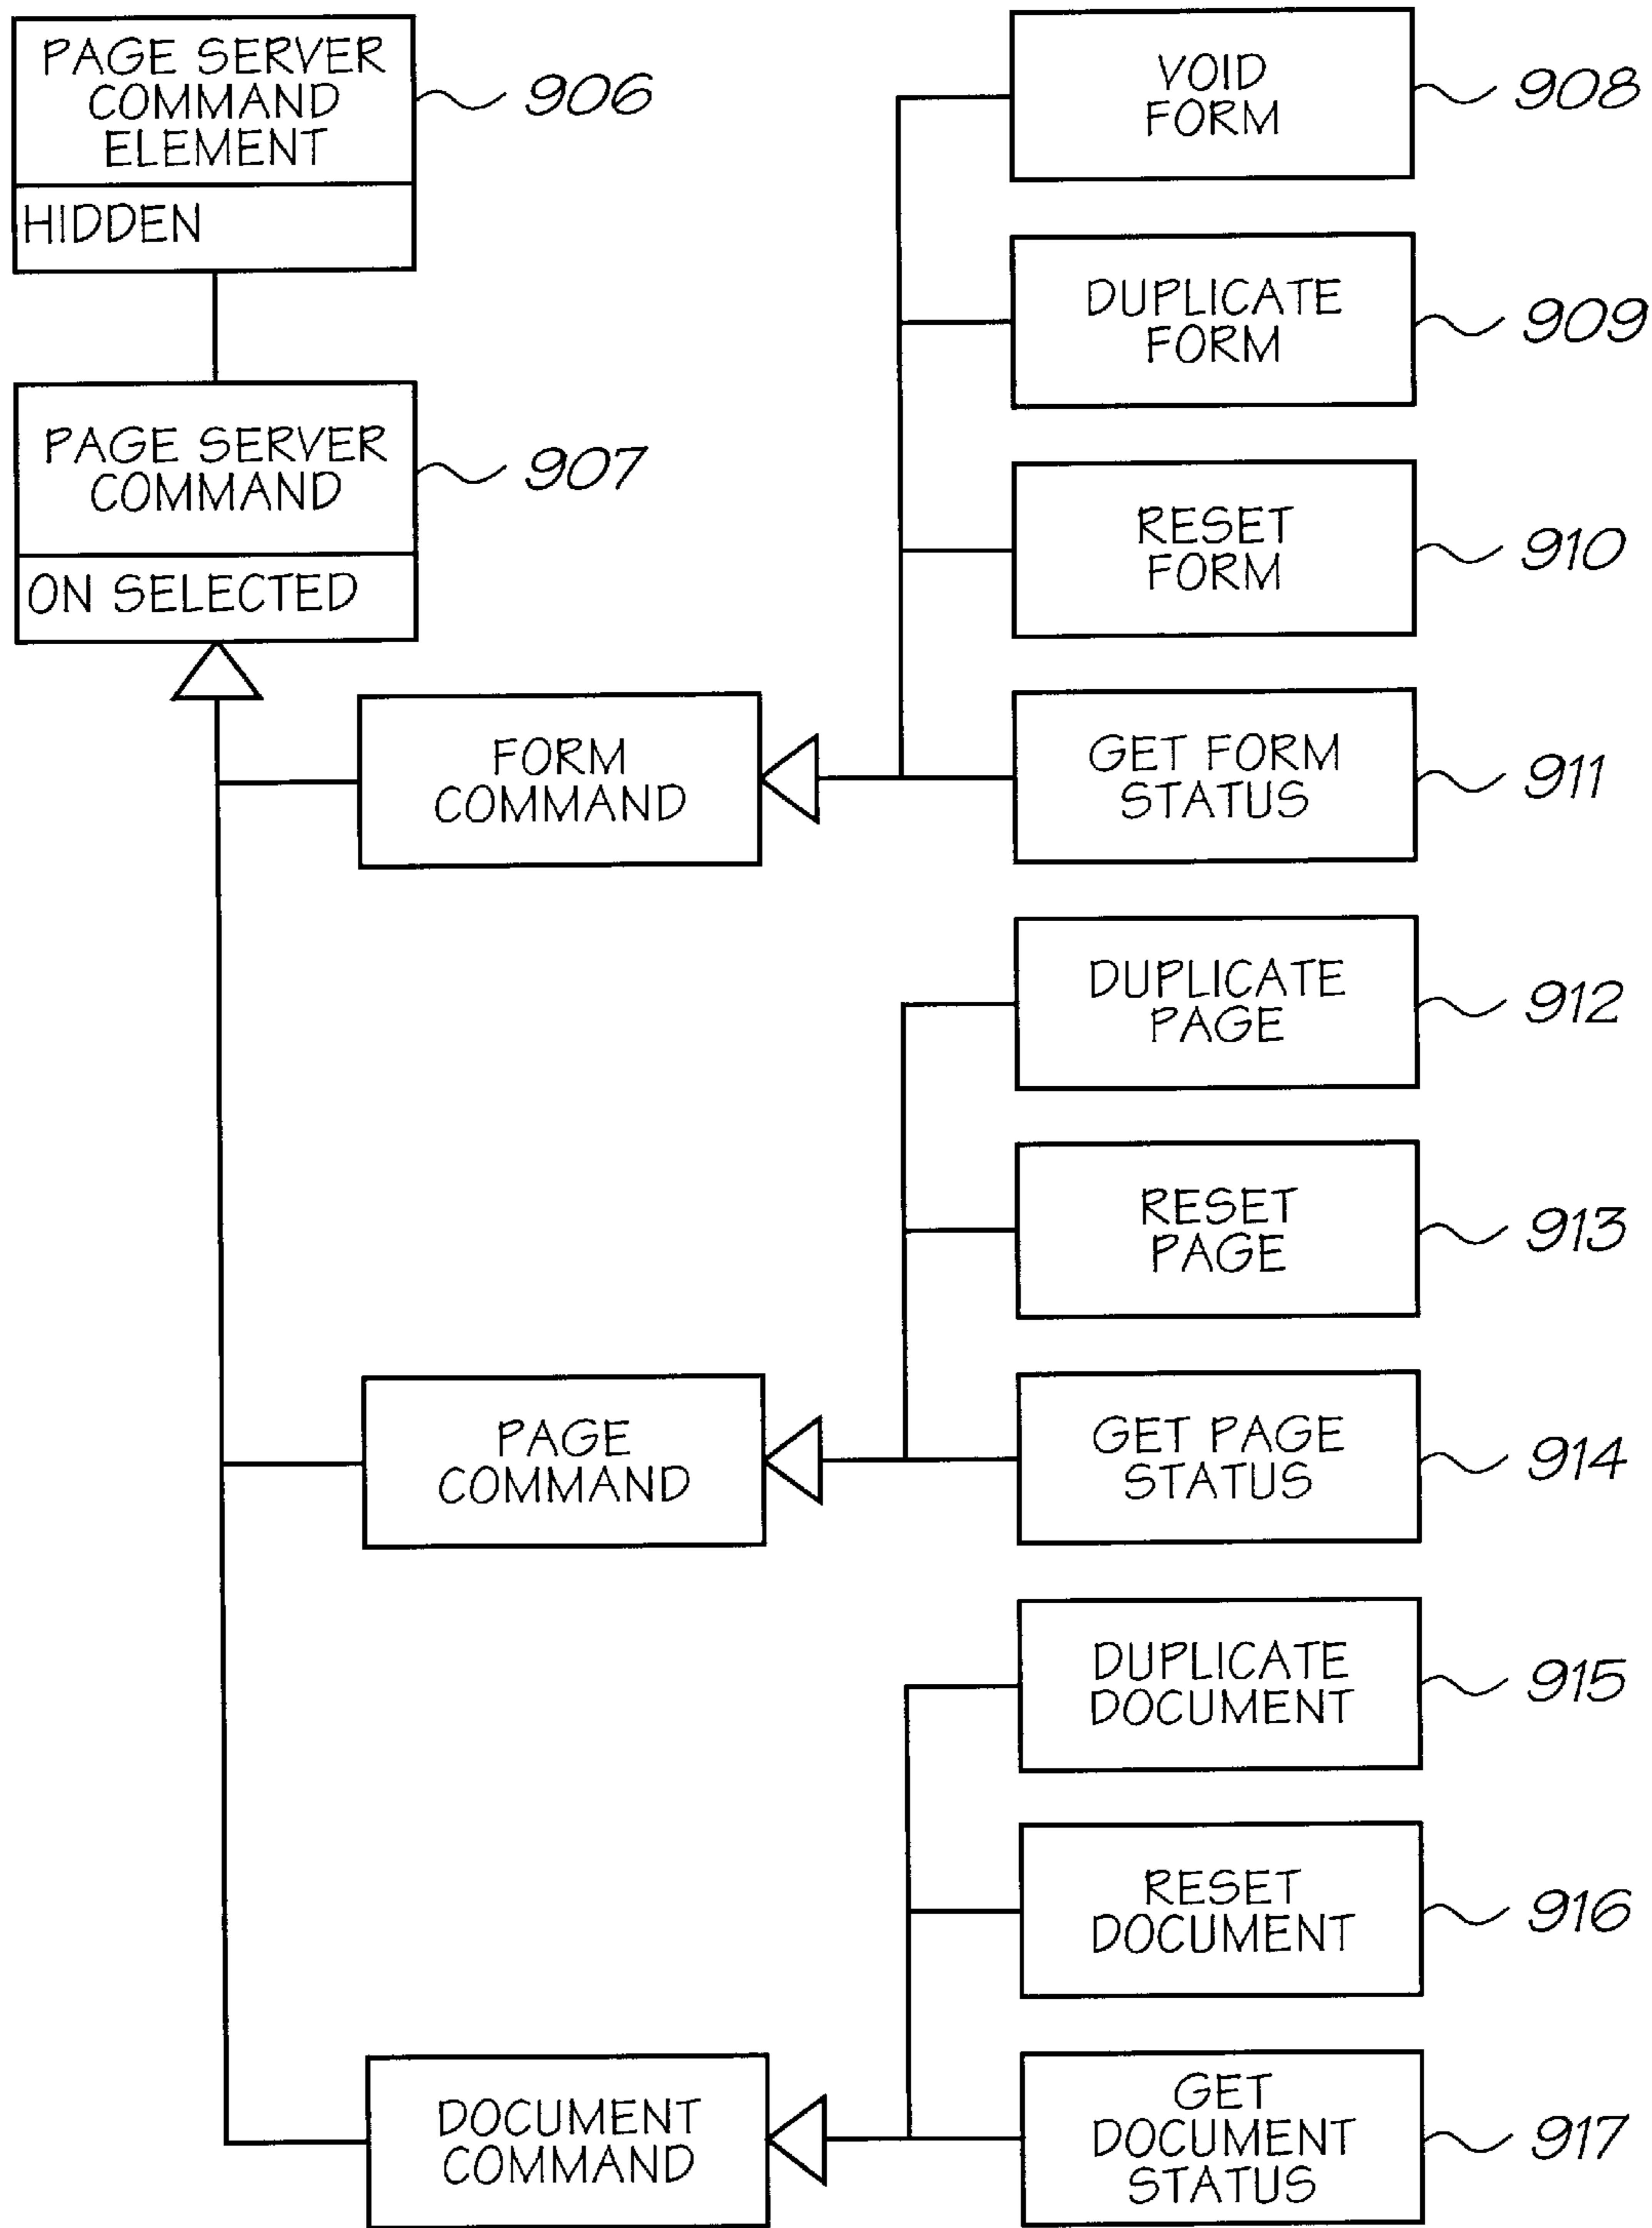 PAGE SERVER
COMMAND
ELEMENT
906
HIDDEN
PAGE SERVER
COMMAND
907
ON SELECTED
FORM
COMMAND
VOID
FORM
908
DUPLICATE
FORM
909
RESET
FORM
910
GET FORM
STATUS
911
PAGE
COMMAND
DUPLICATE
PAGE
912
RESET
PAGE
913
GET PAGE
STATUS
914
DOCUMENT
COMMAND
DUPLICATE
DOCUMENT
915
RESET
DOCUMENT
916
GET
DOCUMENT
STATUS
917